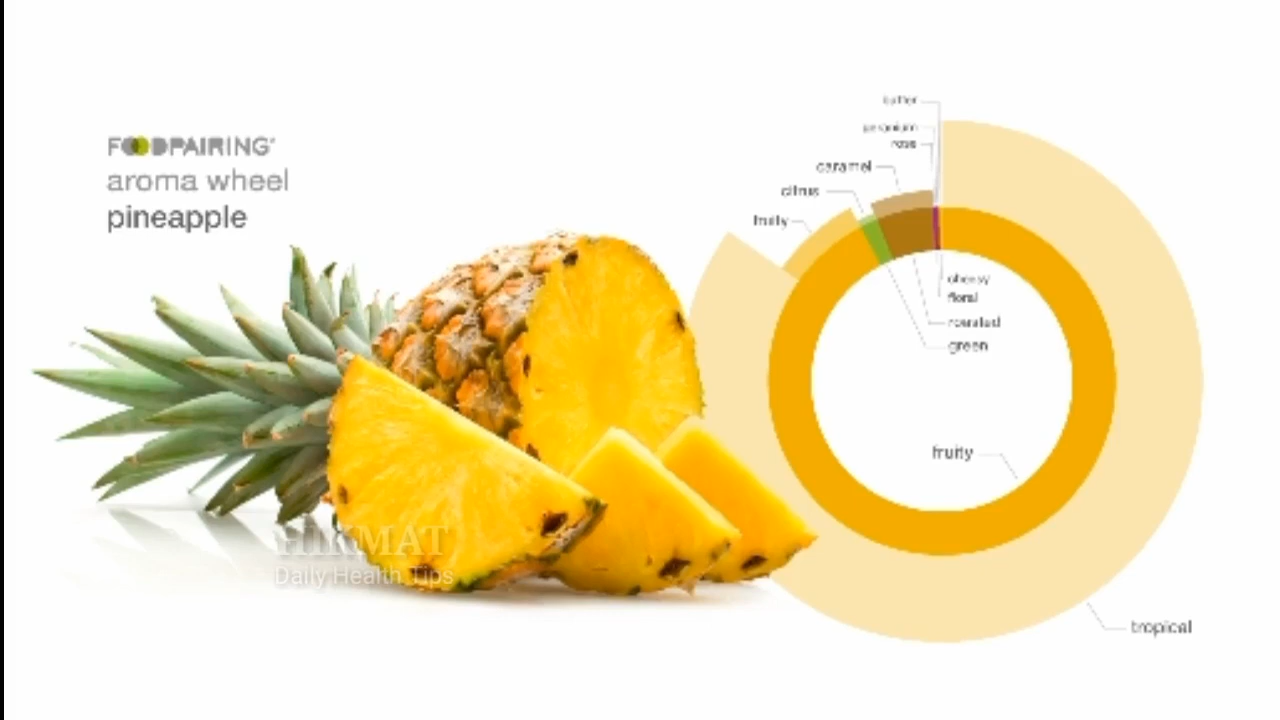 FOODPAIRING®
aroma wheel
pineapple
butter
geranium
rose
caramel
citrus
fruity
cheesy
floral
roasted
green
fruity
tropical
HIKMAT
Daily Health Tips